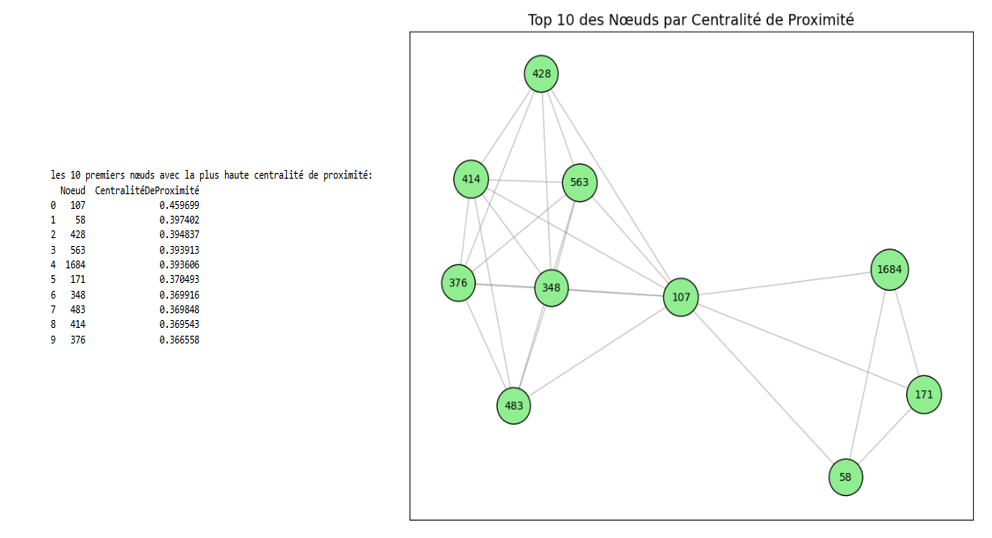 Top 10 des Nœuds par Centralité de Proximité
les 10 premiers nœuds avec la plus haute centralité de proximité:
Noeud CentralitéDeProximité
0 107 0.459699
1 58 0.397402
2 428 0.394837
3 563 0.393913
4 1684 0.393606
5 171 0.370493
6 348 0.369916
7 483 0.369848
8 414 0.369543
9 376 0.366558
428
414
563
376
348
107
1684
483
171
58